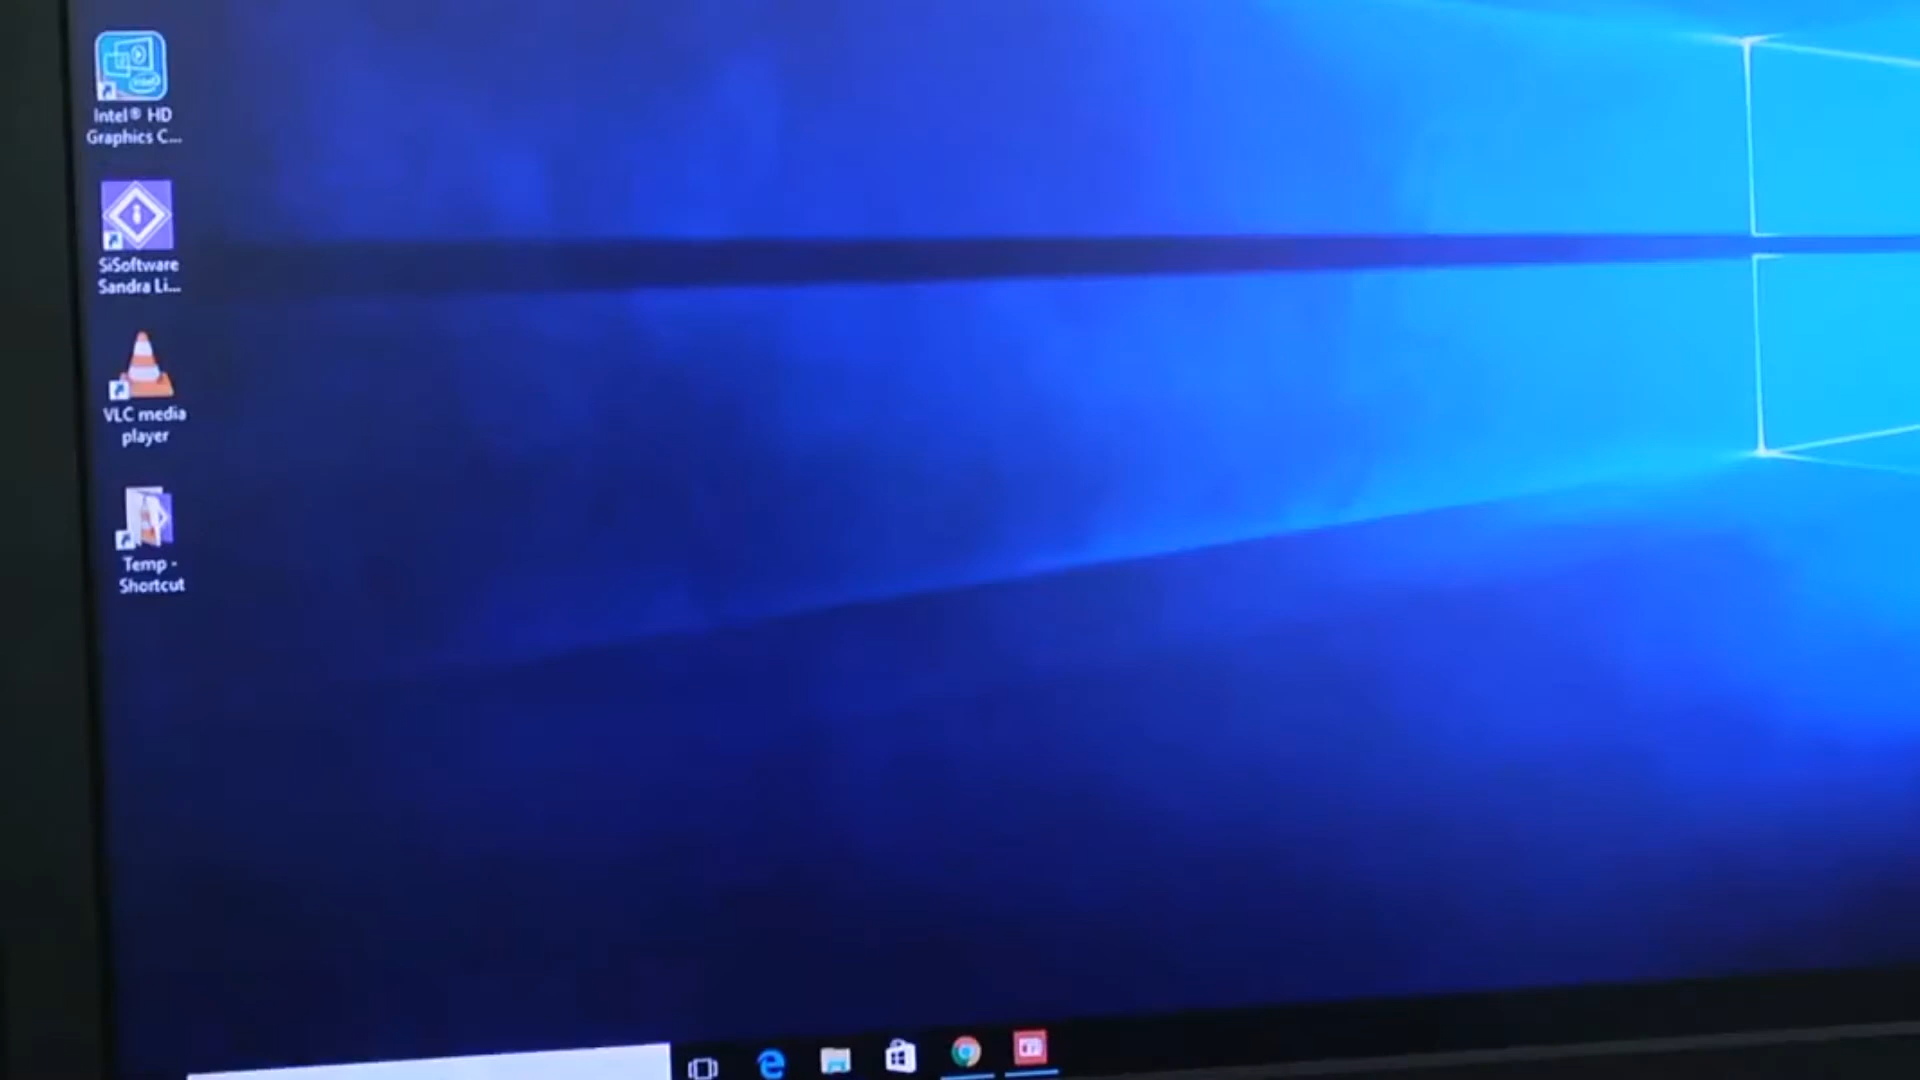 Intel® HD
Graphics C...
SiSoftware
Sandra Li...
VLC media
player
Temp -
Shortcut